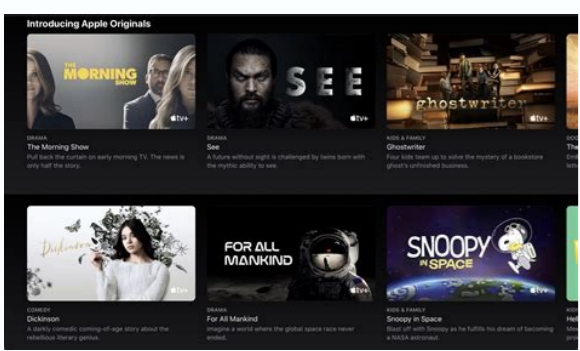 Introducing Apple Originals
THE
MORNING
SHOW
tv+
SEE
tv+
ghostwriter
tv+
DRAMA
The Morning Show
Pull back the curtain on early morning TV. The news is
only half the story.
DRAMA
See
A future without sight is challenged by twins born with
the mythic ability to see.
KIDS & FAMILY
Ghostwriter
Four kids team up to solve the mystery of a bookstore
ghost's unfinished business.
DOC
Th
Dickinson
tv+
FOR ALL
MANKIND
tv+
SNOOPY
IN SPACE
tv+
COMEDY
Dickinson
A darkly comedic coming-of-age story about the
rebellious literary genius.
DRAMA
For All Mankind
Imagine a world where the global space race never
ended.
KIDS & FAMILY
Snoopy in Space
Blast off with Snoopy as he fulfills his dream of becoming
a NASA astronaut.
KID
Hel